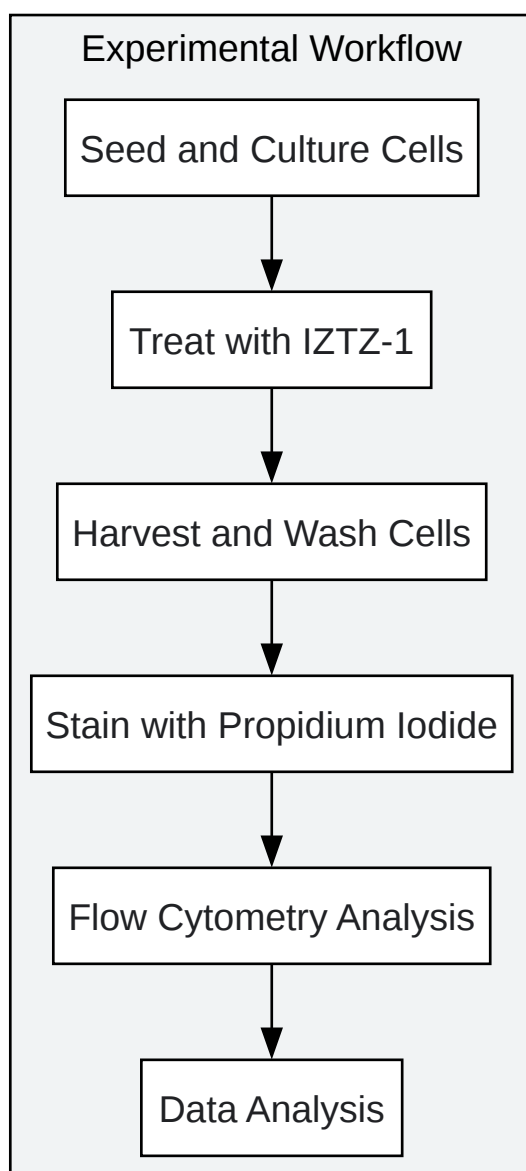 Experimental Workflow
Seed and Culture Cells
Treat with IZTZ-1
Harvest and Wash Cells
Stain with Propidium Iodide
Flow Cytometry Analysis
Data Analysis